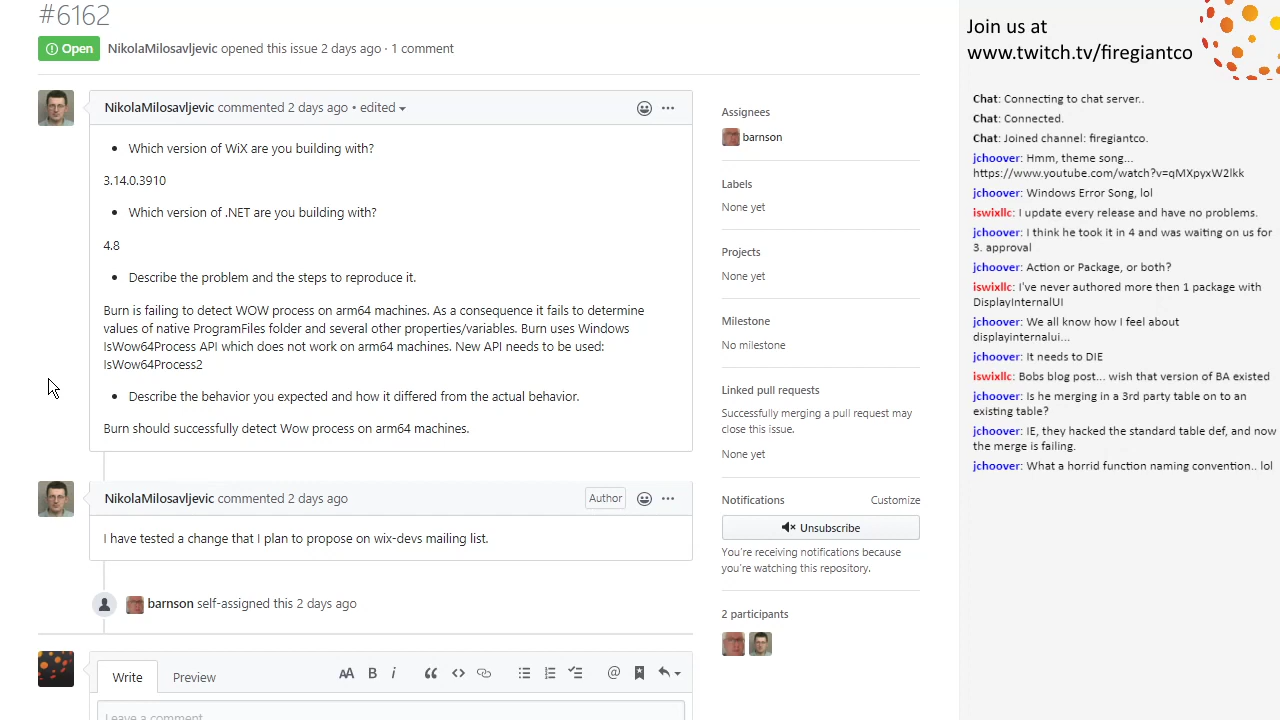 #6162
Open
NikolaMilosavljevic opened this issue 2 days ago · 1 comment
NikolaMilosavljevic commented 2 days ago • edited
• Which version of WiX are you building with?
3.14.0.3910
• Which version of .NET are you building with?
4.8
• Describe the problem and the steps to reproduce it.
Burn is failing to detect WOW process on arm64 machines. As a consequence it fails to determine
values of native ProgramFiles folder and several other properties/variables. Burn uses Windows
IsWow64Process API which does not work on arm64 machines. New API needs to be used:
IsWow64Process2
• Describe the behavior you expected and how it differed from the actual behavior.
Burn should successfully detect Wow process on arm64 machines.
NikolaMilosavljevic commented 2 days ago
Author
I have tested a change that I plan to propose on wix-devs mailing list.
barnson self-assigned this 2 days ago
Write
Preview
AA B i
@
Leave a comment
Assignees
barnson
Labels
None yet
Projects
None yet
Milestone
No milestone
Linked pull requests
Successfully merging a pull request may
close this issue.
None yet
Notifications
Customize
Unsubscribe
You're receiving notifications because
you're watching this repository.
2 participants
Join us at
www.twitch.tv/firegiantco
Chat: Connecting to chat server..
Chat: Connected.
Chat: Joined channel: firegiantco.
jchoover: Hmm, theme song...
https://www.youtube.com/watch?v=qMXpyxW2lkk
jchoover: Windows Error Song, lol
iswixllc: I update every release and have no problems.
jchoover: I think he took it in 4 and was waiting on us for
3. approval
jchoover: Action or Package, or both?
iswixllc: I've never authored more then 1 package with
DisplayInternalUI
jchoover: We all know how I feel about
displayinternalui...
jchoover: It needs to DIE
iswixllc: Bobs blog post... wish that version of BA existed
jchoover: Is he merging in a 3rd party table on to an
existing table?
jchoover: IE, they hacked the standard table def, and now
the merge is failing.
jchoover: What a horrid function naming convention.. lol